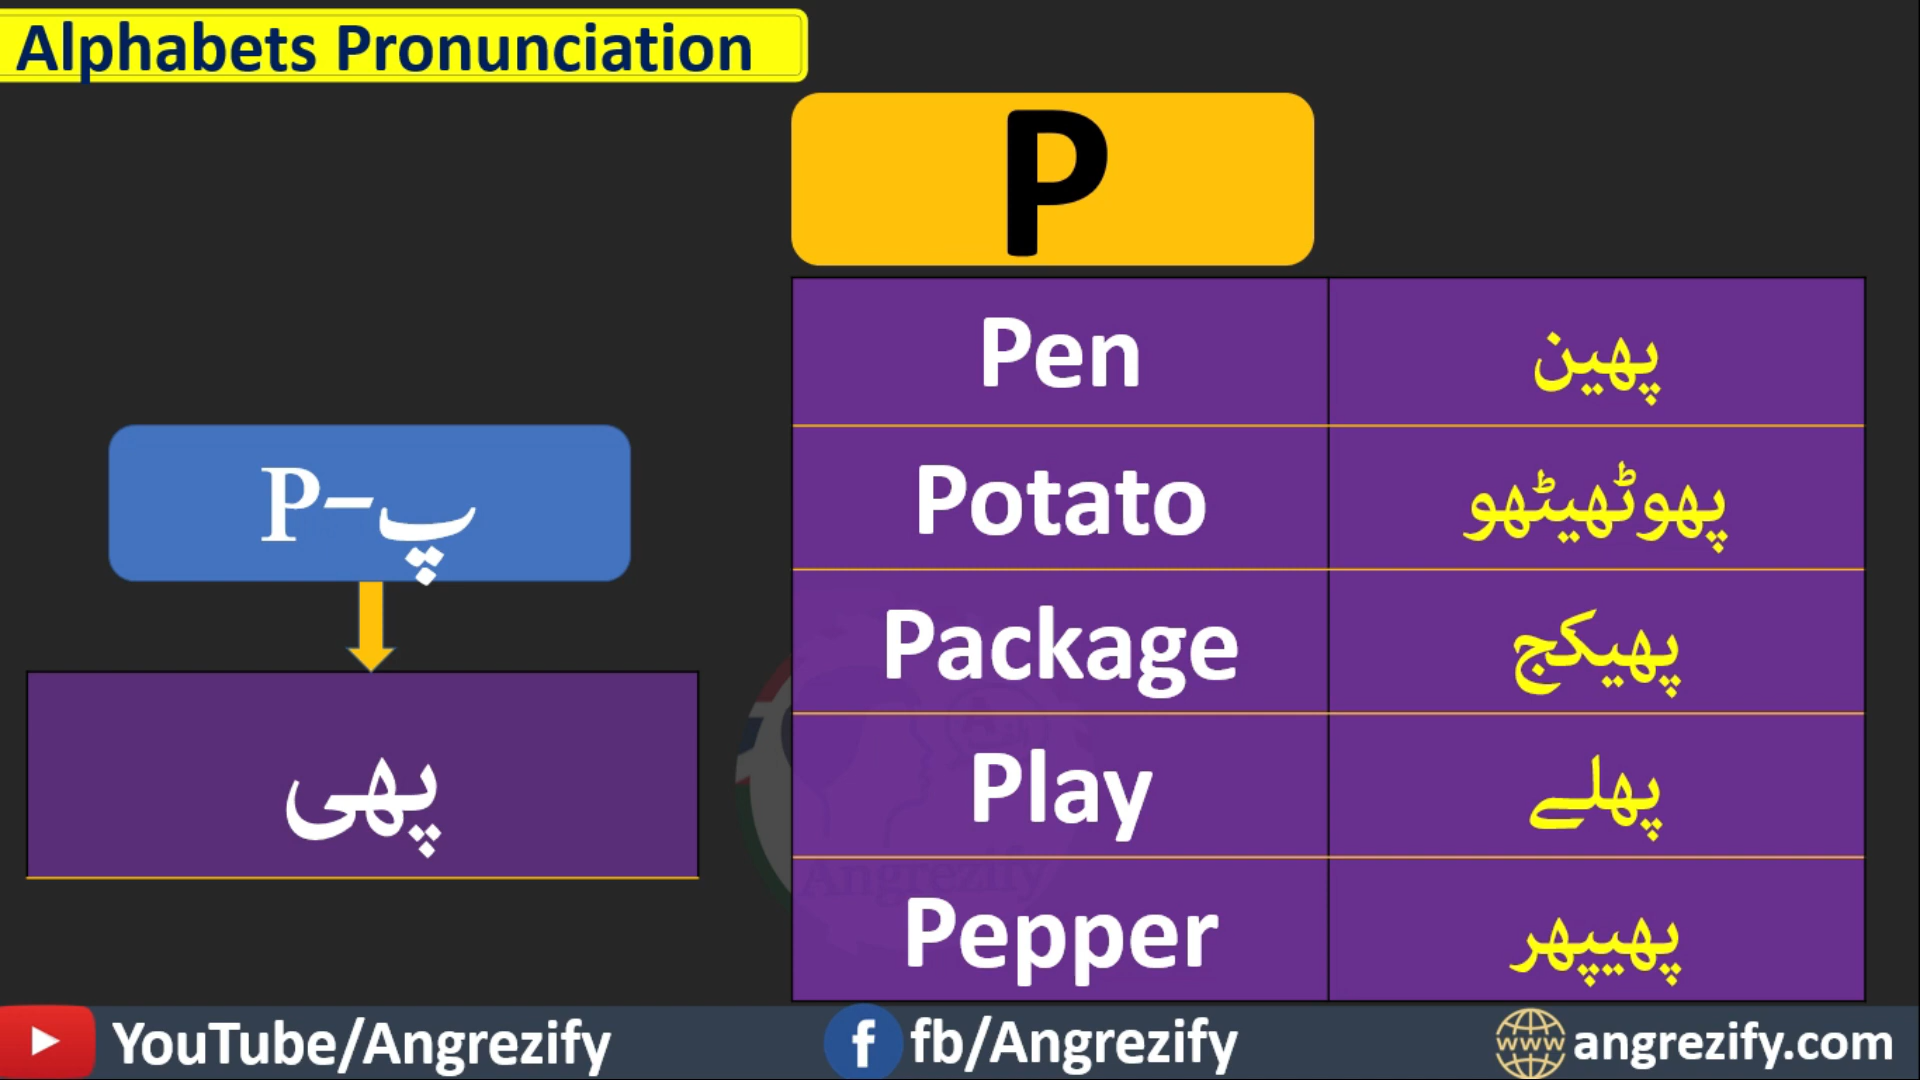 Alphabets Pronunciation
P
P-پ
پھی
Pen پھین
Potato پھوٹھیٹھو
Package پھیکج
Play پھلے
Pepper پھیپھر
Angrezify
YouTube/Angrezify
fb/Angrezify
www angrezify.com